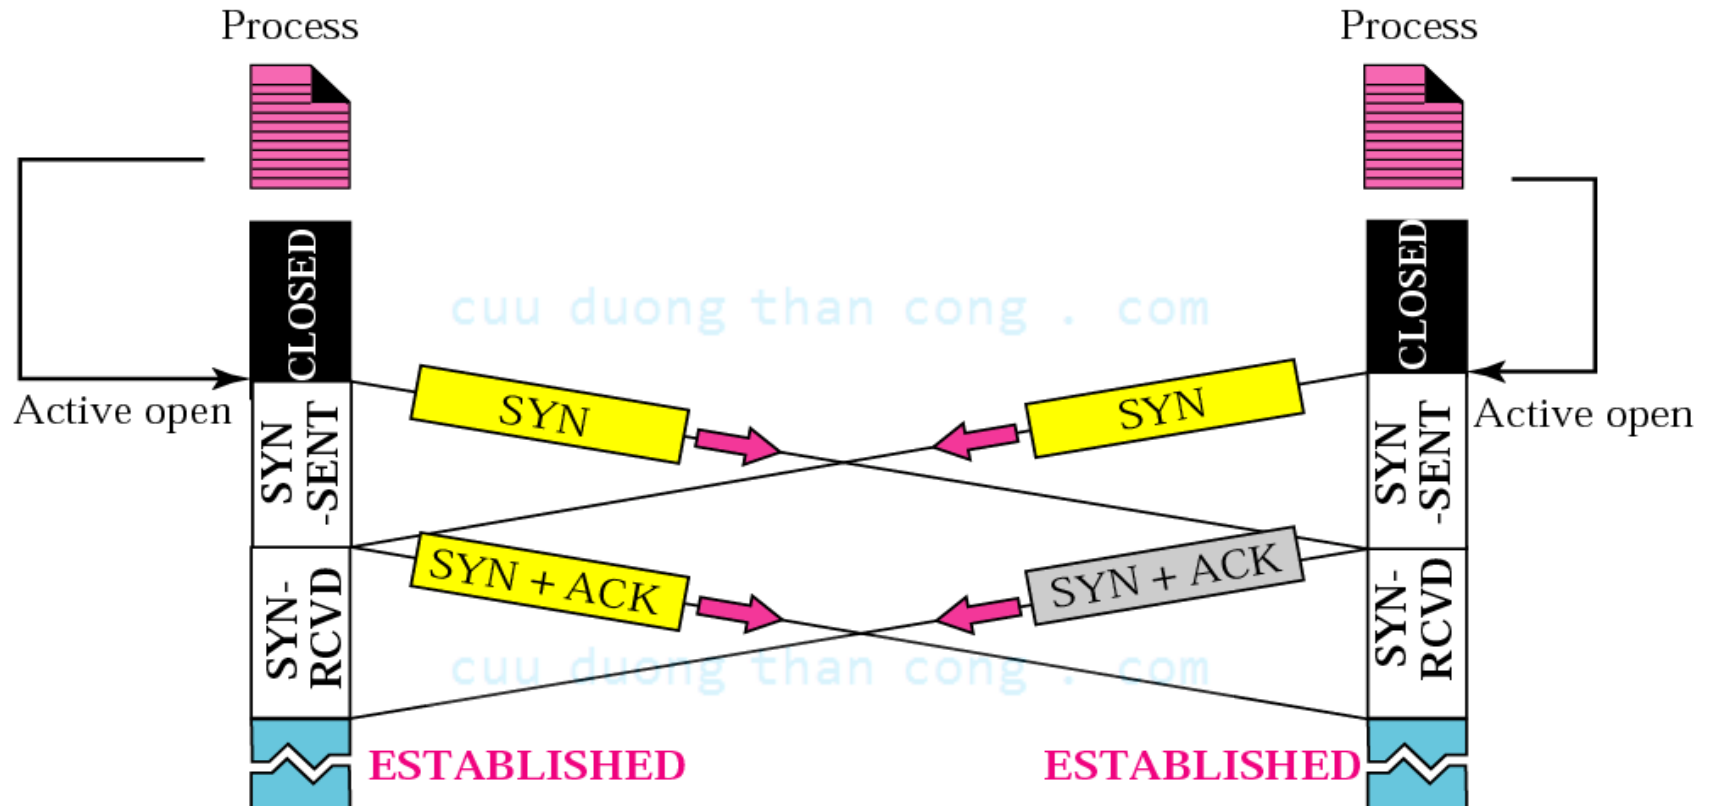 Process
Process
CLOSED
CLOSED
cuu duong than cong . com
SYN
SYN
Active open
Active open
SYN
-SENT
SYN
-SENT
SYN + ACK
SYN + ACK
SYN-
RCVD
SYN-
RCVD
cuu duong than cong . com
ESTABLISHED
ESTABLISHED